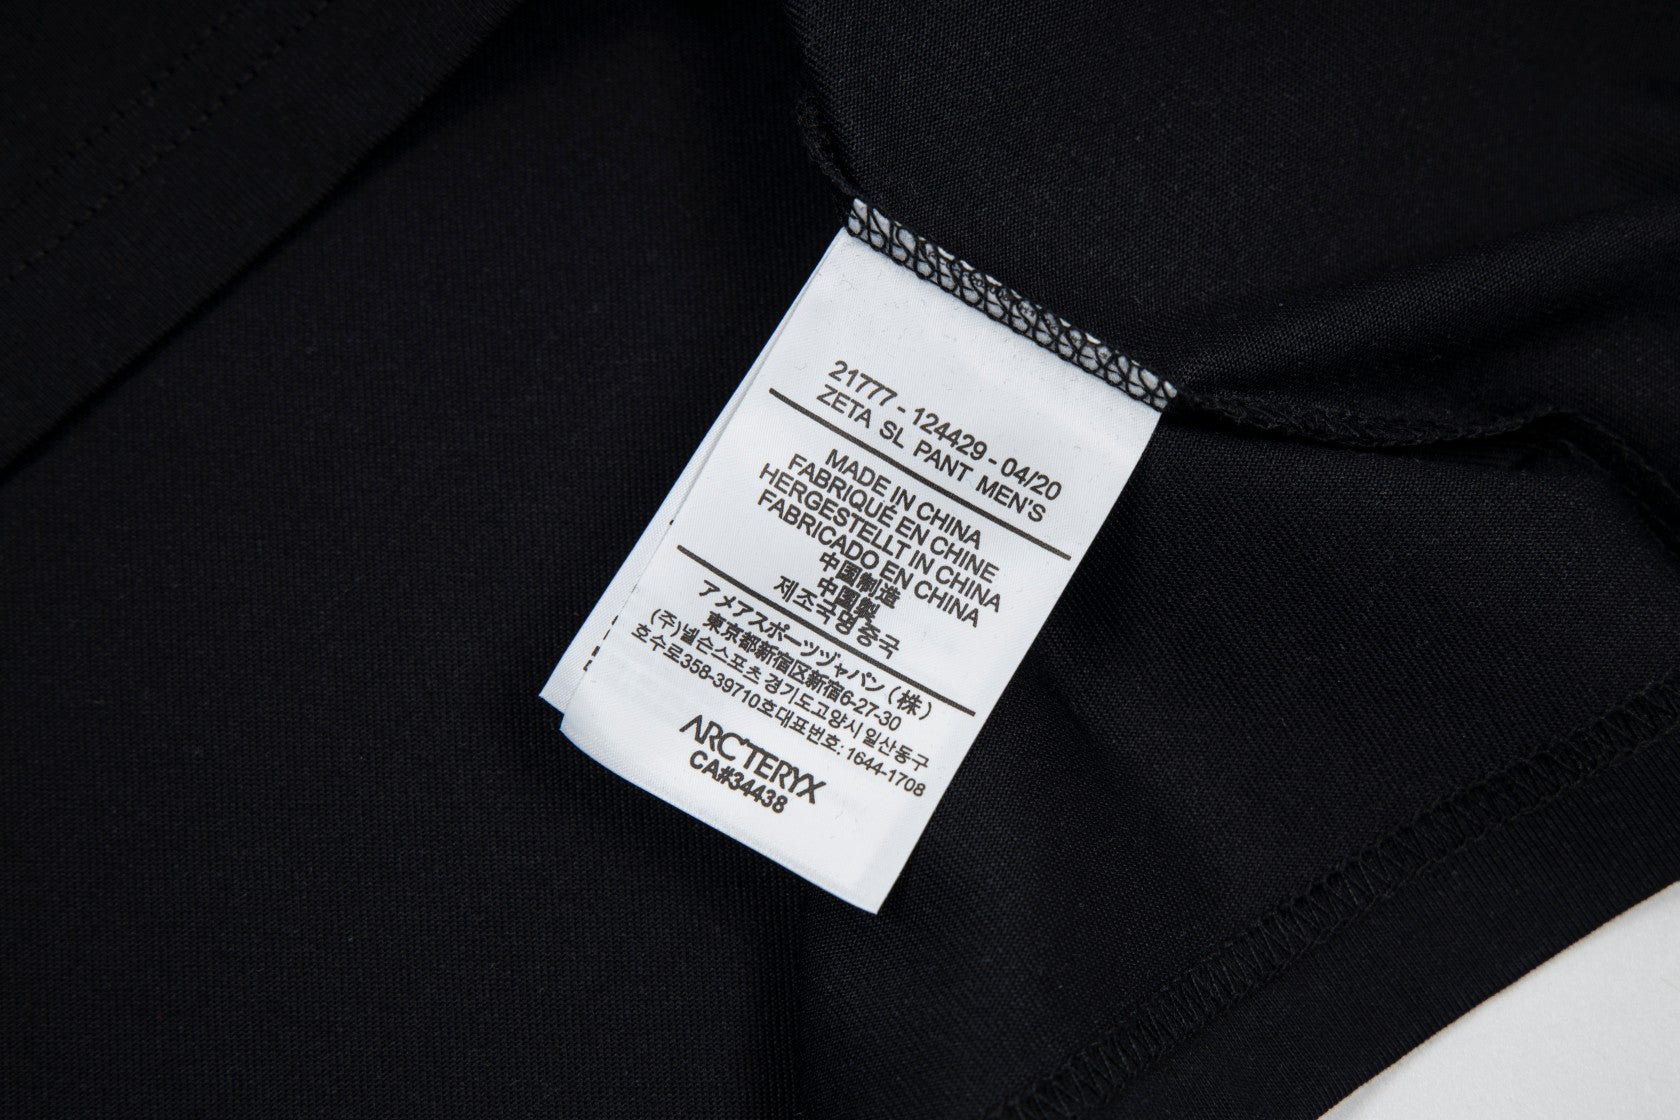 21777 - 124429 - 04/20
ZETA SL PANT MEN'S
MADE IN CHINA
FABRIQUÉ EN CHINE
HERGESTELLT IN CHINA
FABRICADO EN CHINA
中国制造
中国製
제조국명중국
アメアスポーツヅャパン (株)
東京都新宿区新宿6-27-30
(주)넬슨스포츠 경기도고양시 일산동구
호수로358-39710호대표번호: 1644-1708
ARC'TERYX
CA#34438